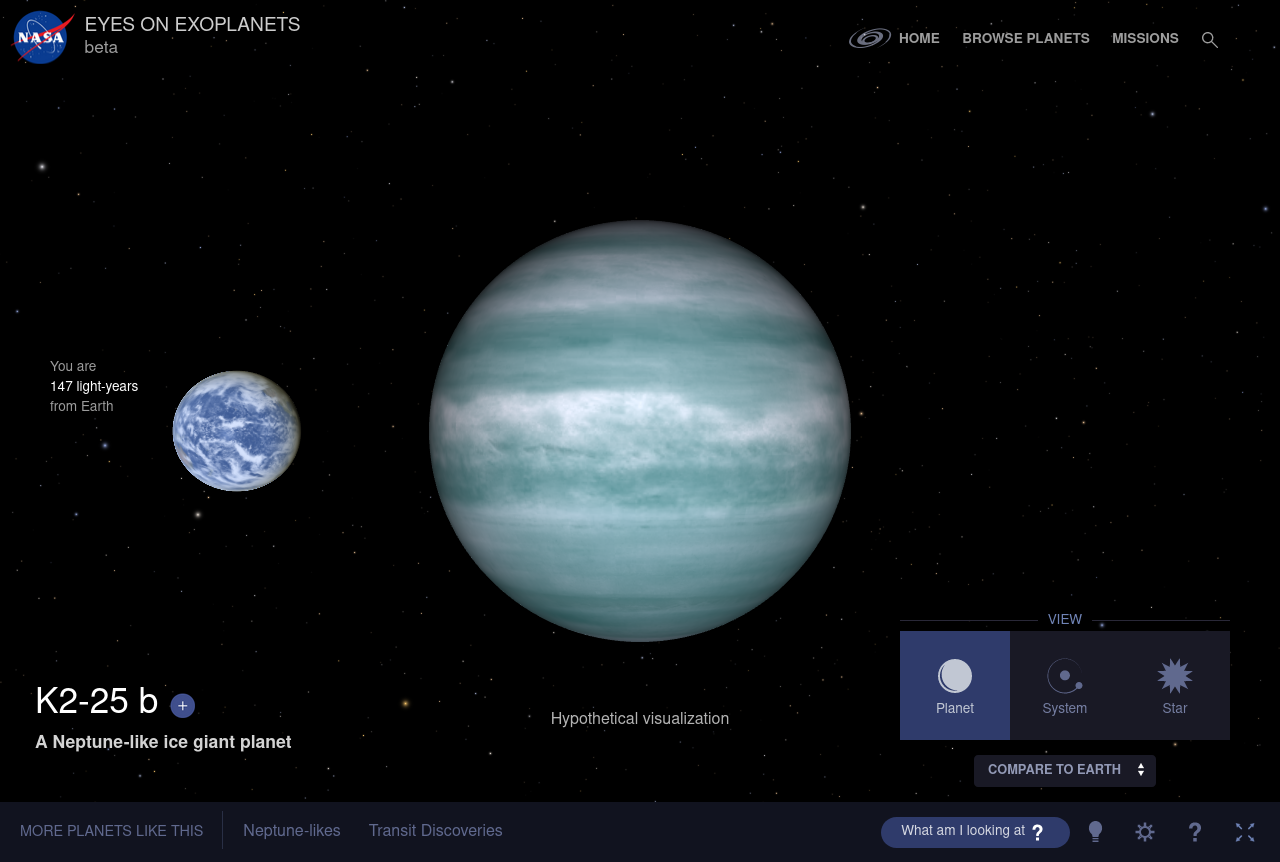 NASA
EYES ON EXOPLANETS
beta
HOME
BROWSE PLANETS
MISSIONS
You are
147 light-years
from Earth
VIEW
Planet
System
Star
K2-25 b +
A Neptune-like ice giant planet
Hypothetical visualization
COMPARE TO EARTH
MORE PLANETS LIKE THIS
Neptune-likes
Transit Discoveries
What am I looking at ?
?